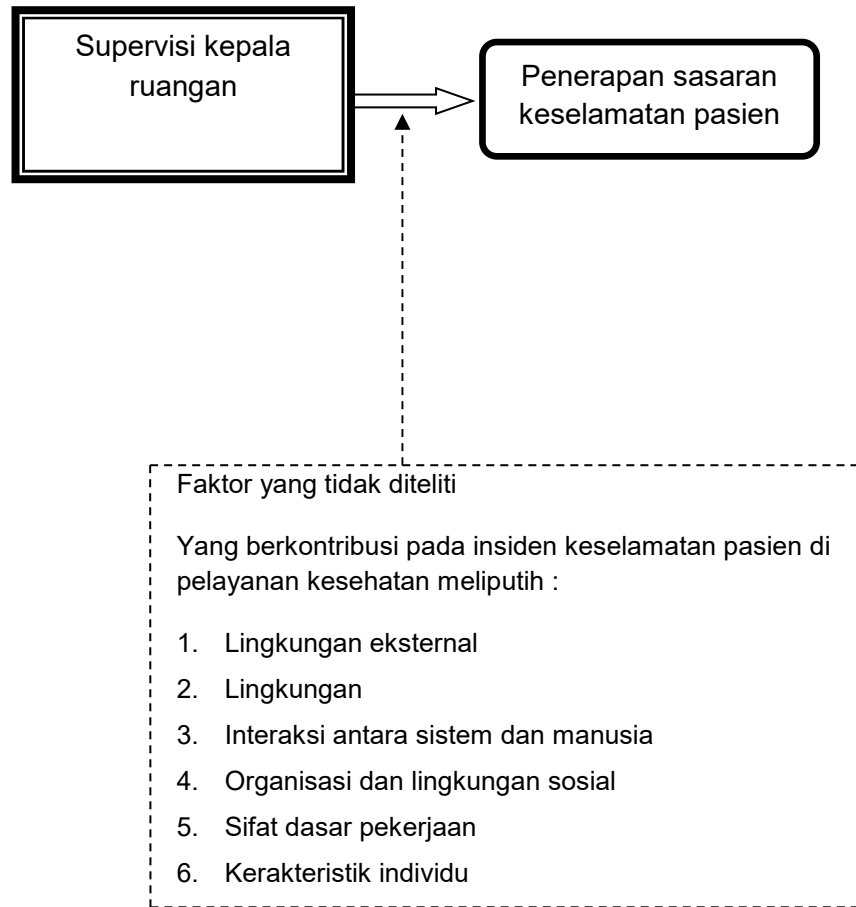 Supervisi kepala
ruangan
Penerapan sasaran
keselamatan pasien
Faktor yang tidak diteliti
Yang berkontribusi pada insiden keselamatan pasien di
pelayanan kesehatan meliputih :
1. Lingkungan eksternal
2. Lingkungan
3. Interaksi antara sistem dan manusia
4. Organisasi dan lingkungan sosial
5. Sifat dasar pekerjaan
6. Kerakteristik individu